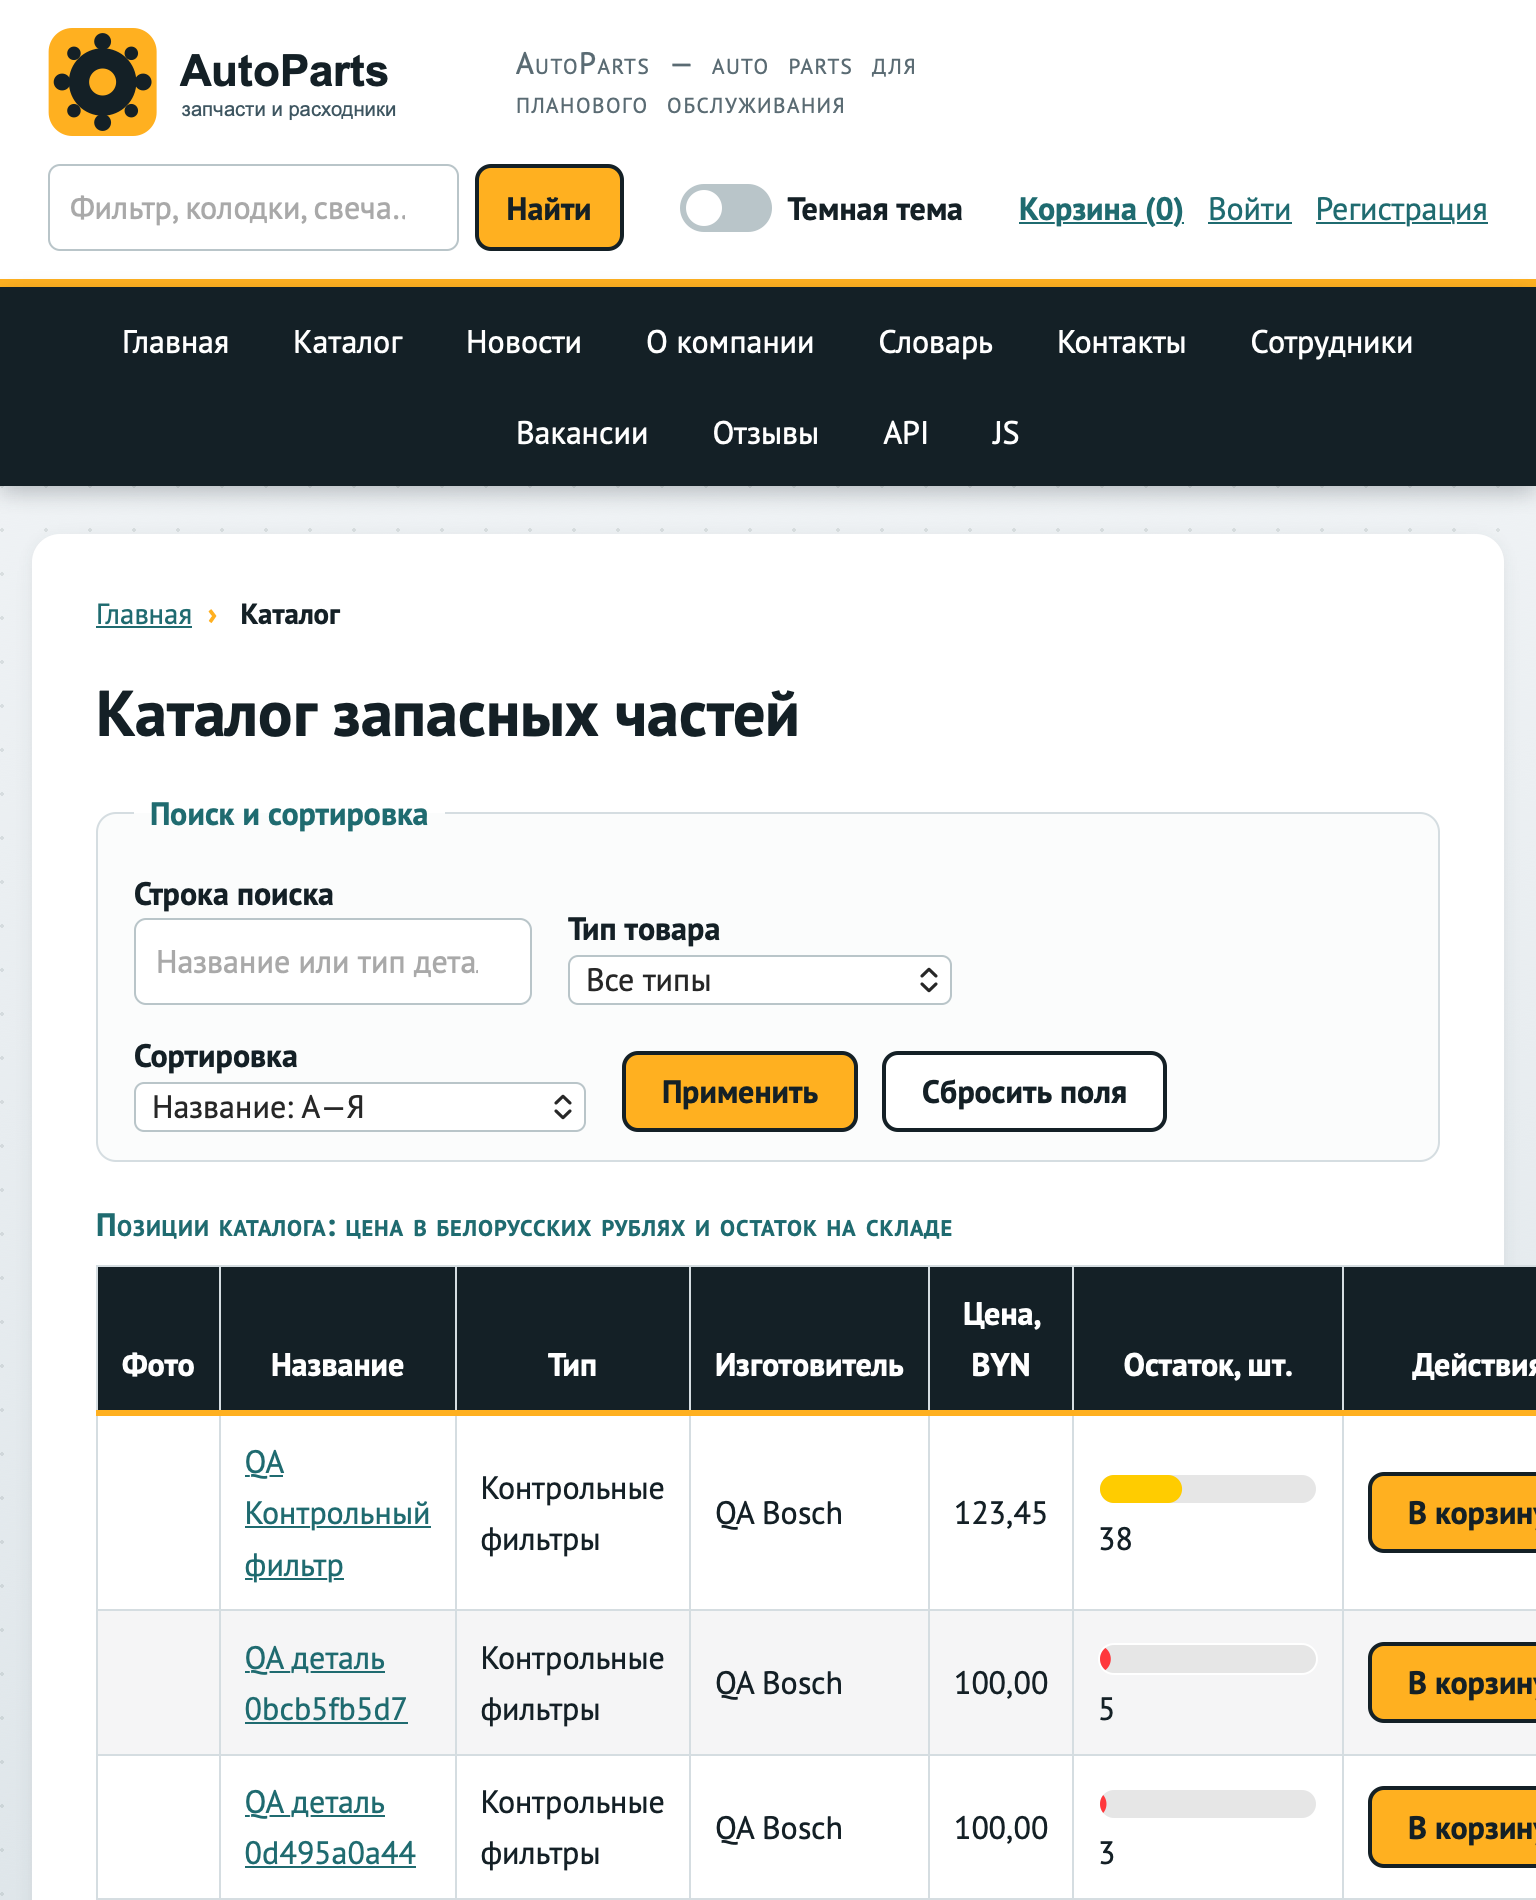 AutoParts
запчасти и расходники
AutoParts — auto parts для
планового обслуживания
Фильтр, колодки, свеча..
Найти
Темная тема
Корзина (0)
Войти
Регистрация
Главная
Каталог
Новости
О компании
Словарь
Контакты
Сотрудники
Вакансии
Отзывы
API
JS
Главная › Каталог
Каталог запасных частей
Поиск и сортировка
Строка поиска
Название или тип дета
Тип товара
Все типы
Сортировка
Название: А—Я
Применить
Сбросить поля
Позиции каталога: цена в белорусских рублях и остаток на складе
Фото
Название
Тип
Изготовитель
Цена,
BYN
Остаток, шт.
Действия
QA
Контрольный
фильтр
Контрольные
фильтры
QA Bosch
123,45
38
В корзину
QA деталь
0bcb5fb5d7
Контрольные
фильтры
QA Bosch
100,00
5
В корзину
QA деталь
0d495a0a44
Контрольные
фильтры
QA Bosch
100,00
3
В корзину